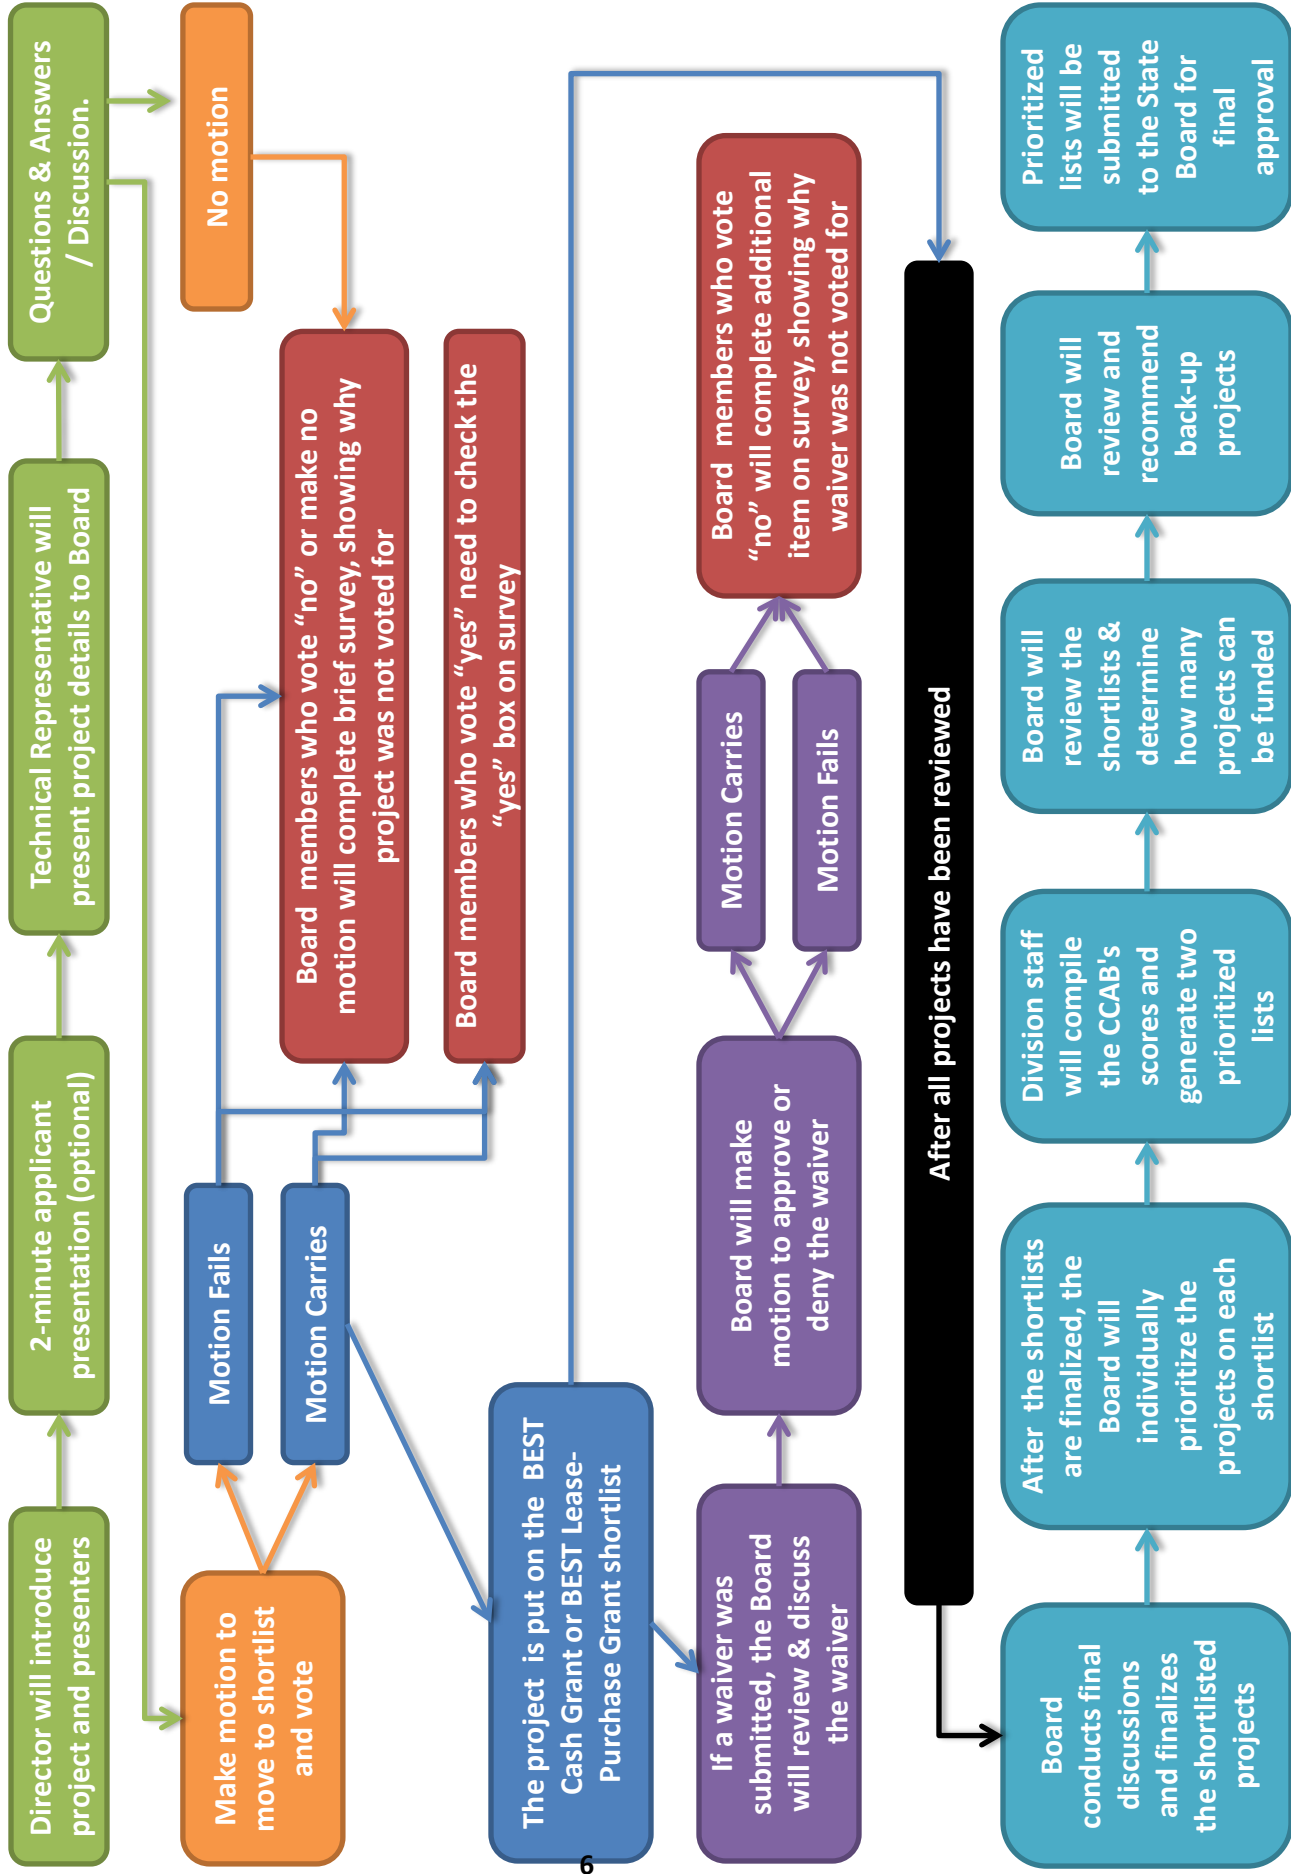 Director will introduce
project and presenters
2-minute applicant
presentation (optional)
Technical Representative will
present project details to Board
Questions & Answers
/ Discussion.
Make motion to
move to shortlist
and vote
No motion
Motion Fails
Motion Carries
Board  members who vote “no” or make no
motion will complete brief survey, showing why
project was not voted for
Board members who vote “yes” need to check the
“yes” box on survey
The project  is put on the  BEST
Cash Grant or BEST Lease-
Purchase Grant shortlist
If a waiver was
submitted, the Board
will review & discuss
the waiver
Board will make
motion to approve or
deny the waiver
Motion Carries
Motion Fails
Board  members who vote
“no” will complete additional
item on survey, showing why
waiver was not voted for
After all projects have been reviewed
Board
conducts final
discussions
and finalizes
the shortlisted
projects
After  the shortlists
are finalized, the
Board will
individually
prioritize the
projects on each
shortlist
Division staff
will compile
the CCAB's
scores and
generate two
prioritized
lists
Board will
review the
shortlists &
determine
how many
projects can
be funded
Board will
review and
recommend
back-up
projects
Prioritized
lists will be
submitted
to the State
Board for
final
approval
6